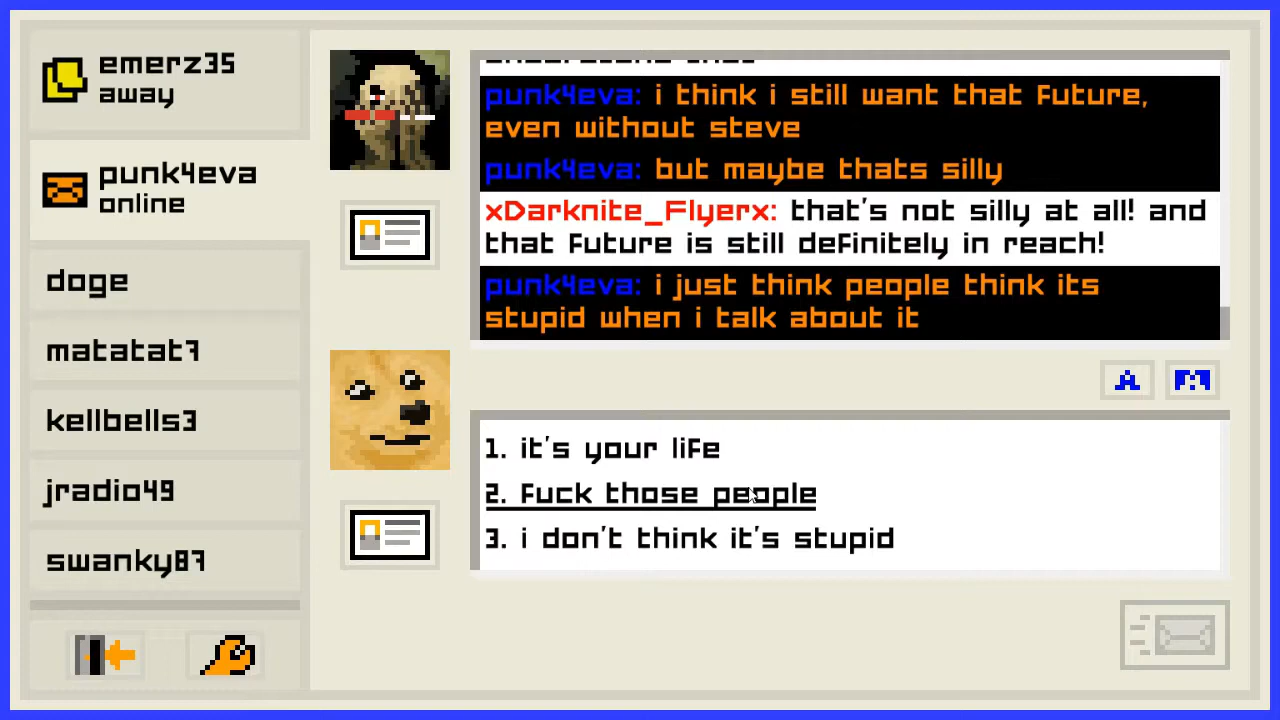 emerz35
away
punk4eva
online
doge
matatat7
kellbells3
jradio49
swanky87
punk4eva: i think i still want that future,
even without steve
punk4eva: but maybe thats silly
xDarknite_Flyerx: that's not silly at all! and
that future is still definitely in reach!
punk4eva: i just think people think its
stupid when i talk about it
A
1. it's your life
2. Fuck those people
3. i don't think it's stupid